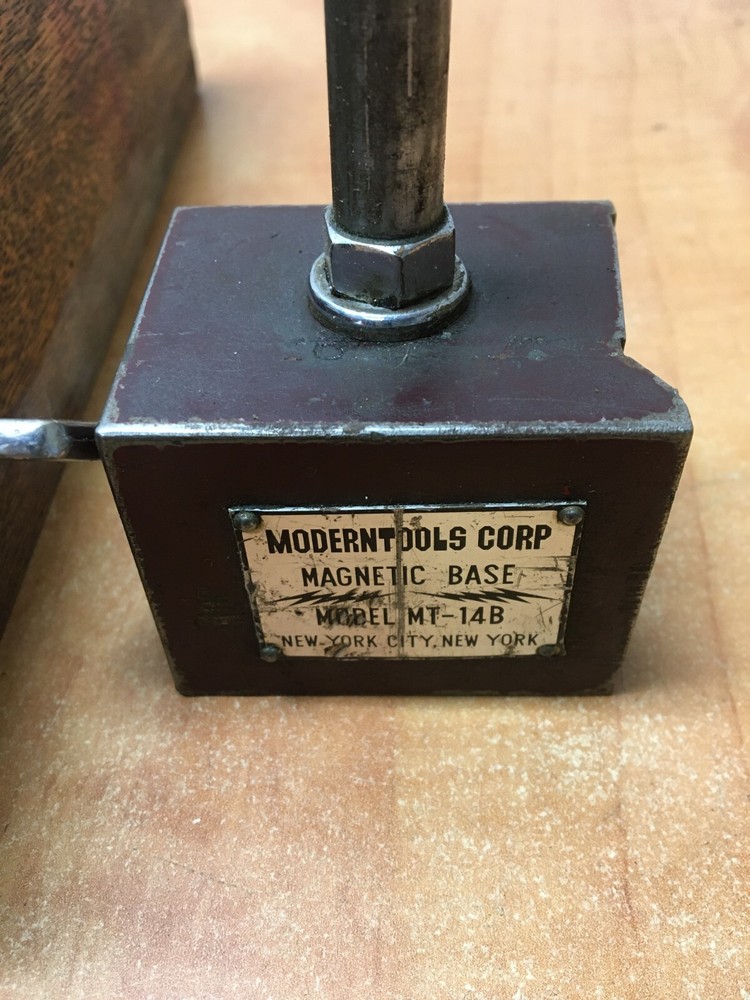 MODERNTOOLS CORP
MAGNETIC BASE
MODEL MT-14B
NEW-YORK CITY, NEW YORK